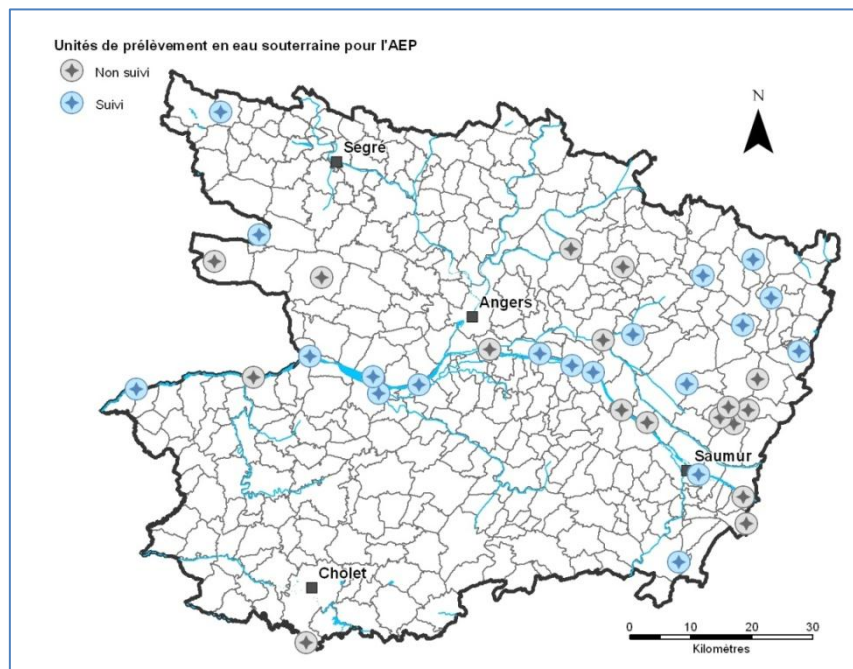 Unités de prélèvement en eau souterraine pour l'AEP
Non suivi
Suivi
N
Segré
Angers
Saumur
Cholet
0 10 20 30
Kilomètres